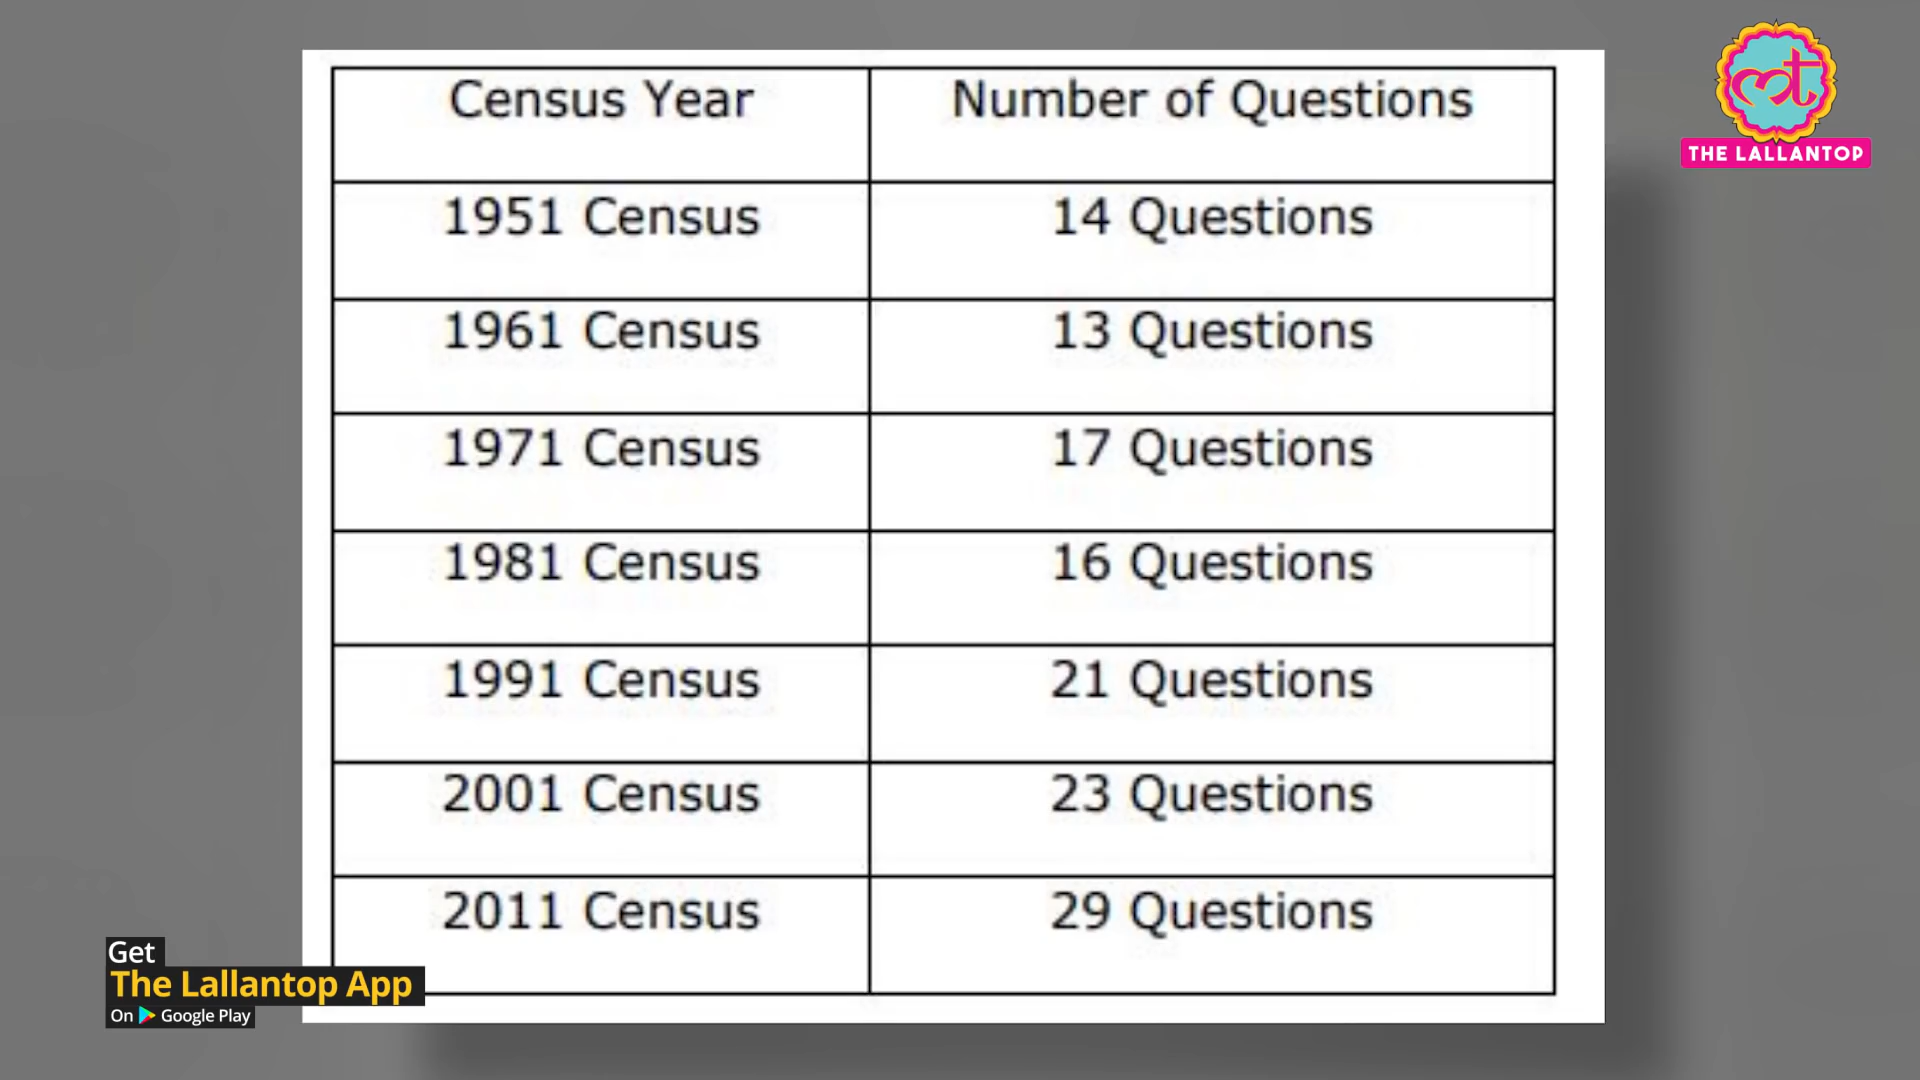 Census Year Number of Questions
1951 Census 14 Questions
1961 Census 13 Questions
1971 Census 17 Questions
1981 Census 16 Questions
1991 Census 21 Questions
2001 Census 23 Questions
2011 Census 29 Questions
THE LALLANTOP
Get
The Lallantop App
On Google Play